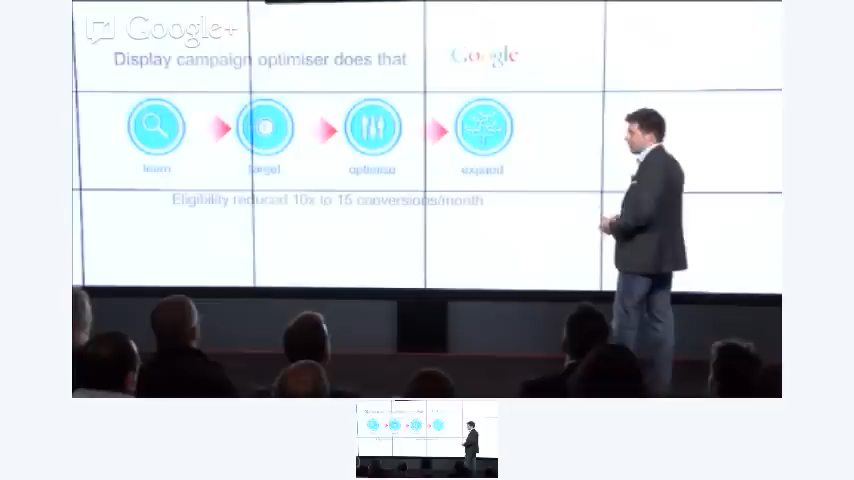 Google+
Display campaign optimiser does that
Google
learn
target
optimise
expand
Eligibility reduced 10x to 15 conversions/month